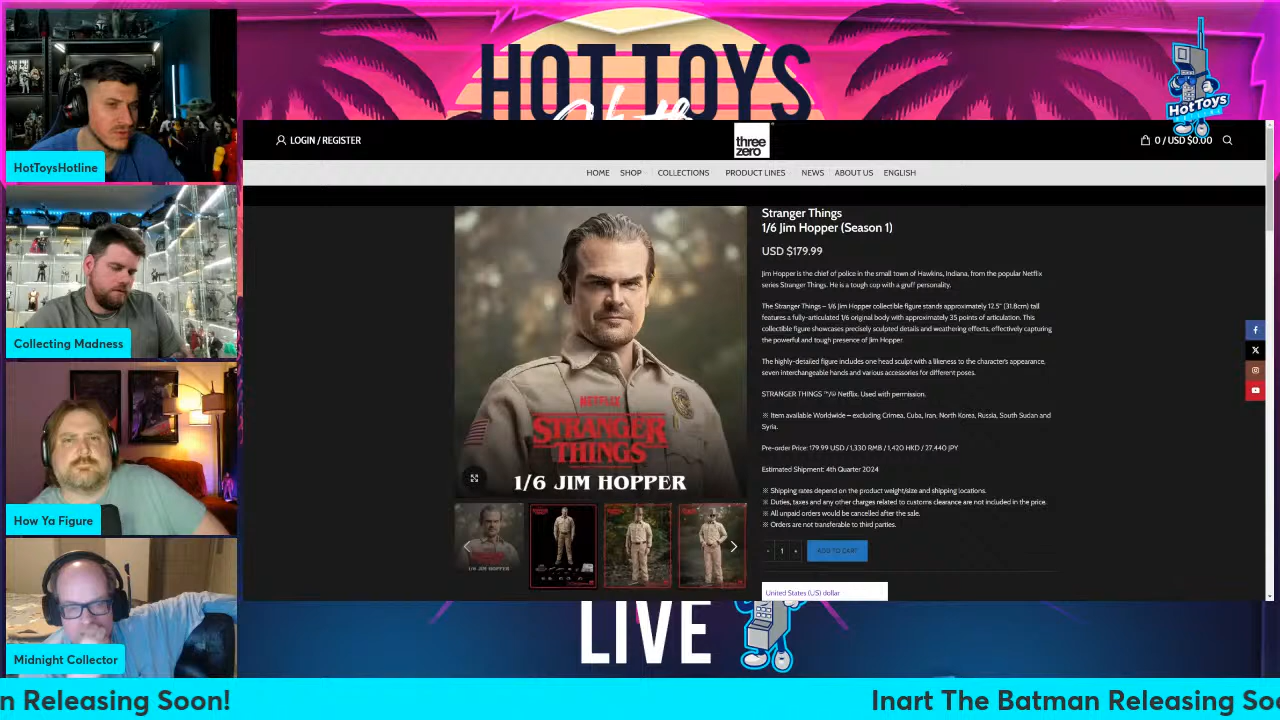 HOT TOYS
HotToys
HotToysHotline
Collecting Madness
How Ya Figure
Midnight Collector
LOGIN / REGISTER
three
zero
0 / USD $0.00
HOME
SHOP
COLLECTIONS
PRODUCT LINES
NEWS
ABOUT US
ENGLISH
NETFLIX
STRANGER
THINGS
1/6 JIM HOPPER
Stranger Things
1/6 Jim Hopper (Season 1)
USD $179.99
Jim Hopper is the chief of police in the small town of Hawkins, Indiana, from the popular Netflix
series Stranger Things. He is a tough cop with a gruff personality.
The Stranger Things – 1/6 Jim Hopper collectible figure stands approximately 12.5” (31.8cm) tall
features a fully-articulated 1/6 original body with approximately 35 points of articulation. This
collectible figure showcases precisely sculpted details and weathering effects, effectively capturing
the powerful and tough presence of Jim Hopper.
The highly-detailed figure includes one head sculpt with a likeness to the character's appearance,
seven interchangeable hands and various accessories for different poses.
STRANGER THINGS ™/© Netflix. Used with permission.
※ Item available Worldwide – excluding Crimea, Cuba, Iran, North Korea, Russia, South Sudan and
Syria.
Pre-order Price: 179.99 USD / 1,330 RMB / 1,420 HKD / 27,440 JPY
Estimated Shipment: 4th Quarter 2024
※ Shipping rates depend on the product weight/size and shipping locations.
※ Duties, taxes and any other charges related to customs clearance are not included in the price.
※ All unpaid orders would be cancelled after the sale.
※ Orders are not transferable to third parties.
- 1 +
ADD TO CART
United States (US) dollar
1/6 JIM HOPPER
LIVE
n Releasing Soon!
Inart The Batman Releasing Soo